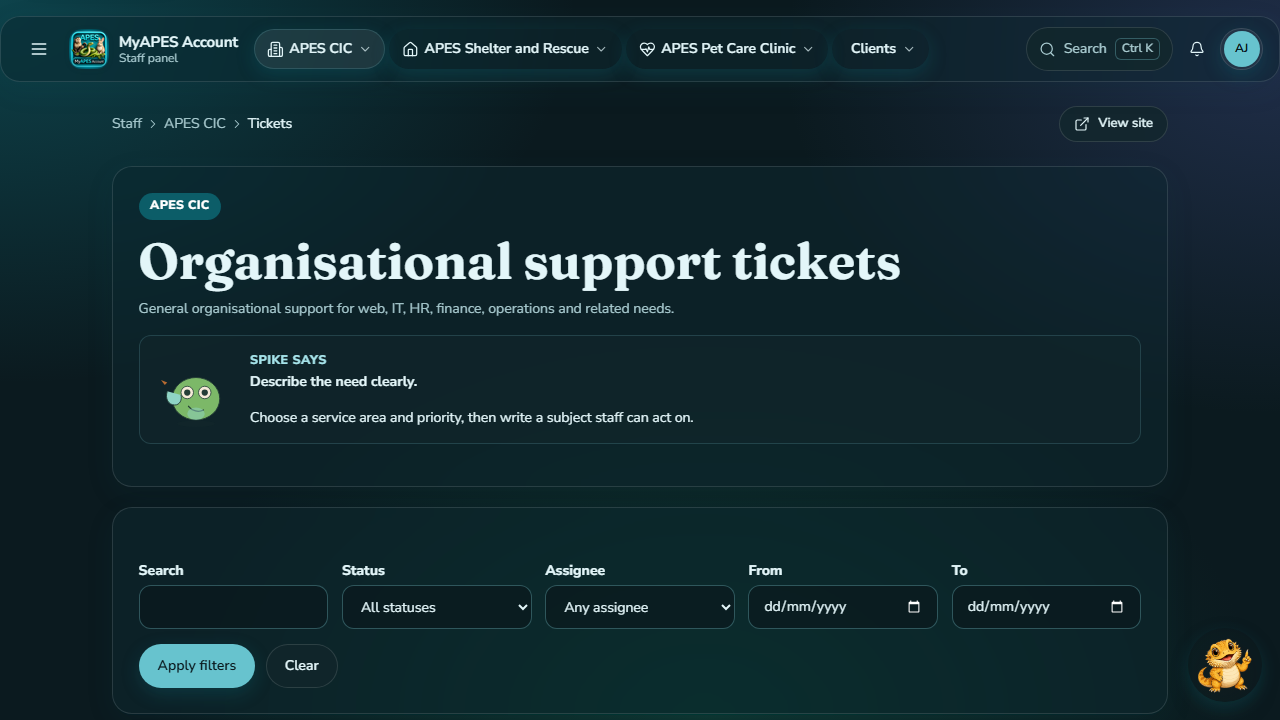 APES
MyAPES Account
MyAPES Account
Staff panel
APES CIC
APES Shelter and Rescue
APES Pet Care Clinic
Clients
Search
Ctrl K
AJ
Staff
APES CIC
Tickets
View site
APES CIC
Organisational support tickets
General organisational support for web, IT, HR, finance, operations and related needs.
SPIKE SAYS
Describe the need clearly.
Choose a service area and priority, then write a subject staff can act on.
Search
Status
Assignee
From
To
All statuses
Any assignee
dd/mm/yyyy
dd/mm/yyyy
Apply filters
Clear